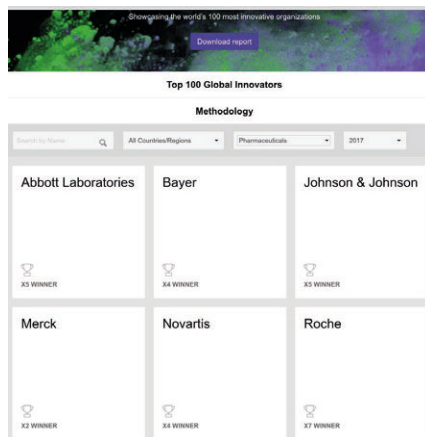 Showcasing the world's 100 most innovative organizations
Download report
Top 100 Global Innovators
Methodology
Search by Name
All Countries/Regions
Pharmaceuticals
2017
Abbott Laboratories
Bayer
Johnson & Johnson
X5 WINNER
X4 WINNER
X5 WINNER
Merck
Novartis
Roche
X2 WINNER
X4 WINNER
X7 WINNER